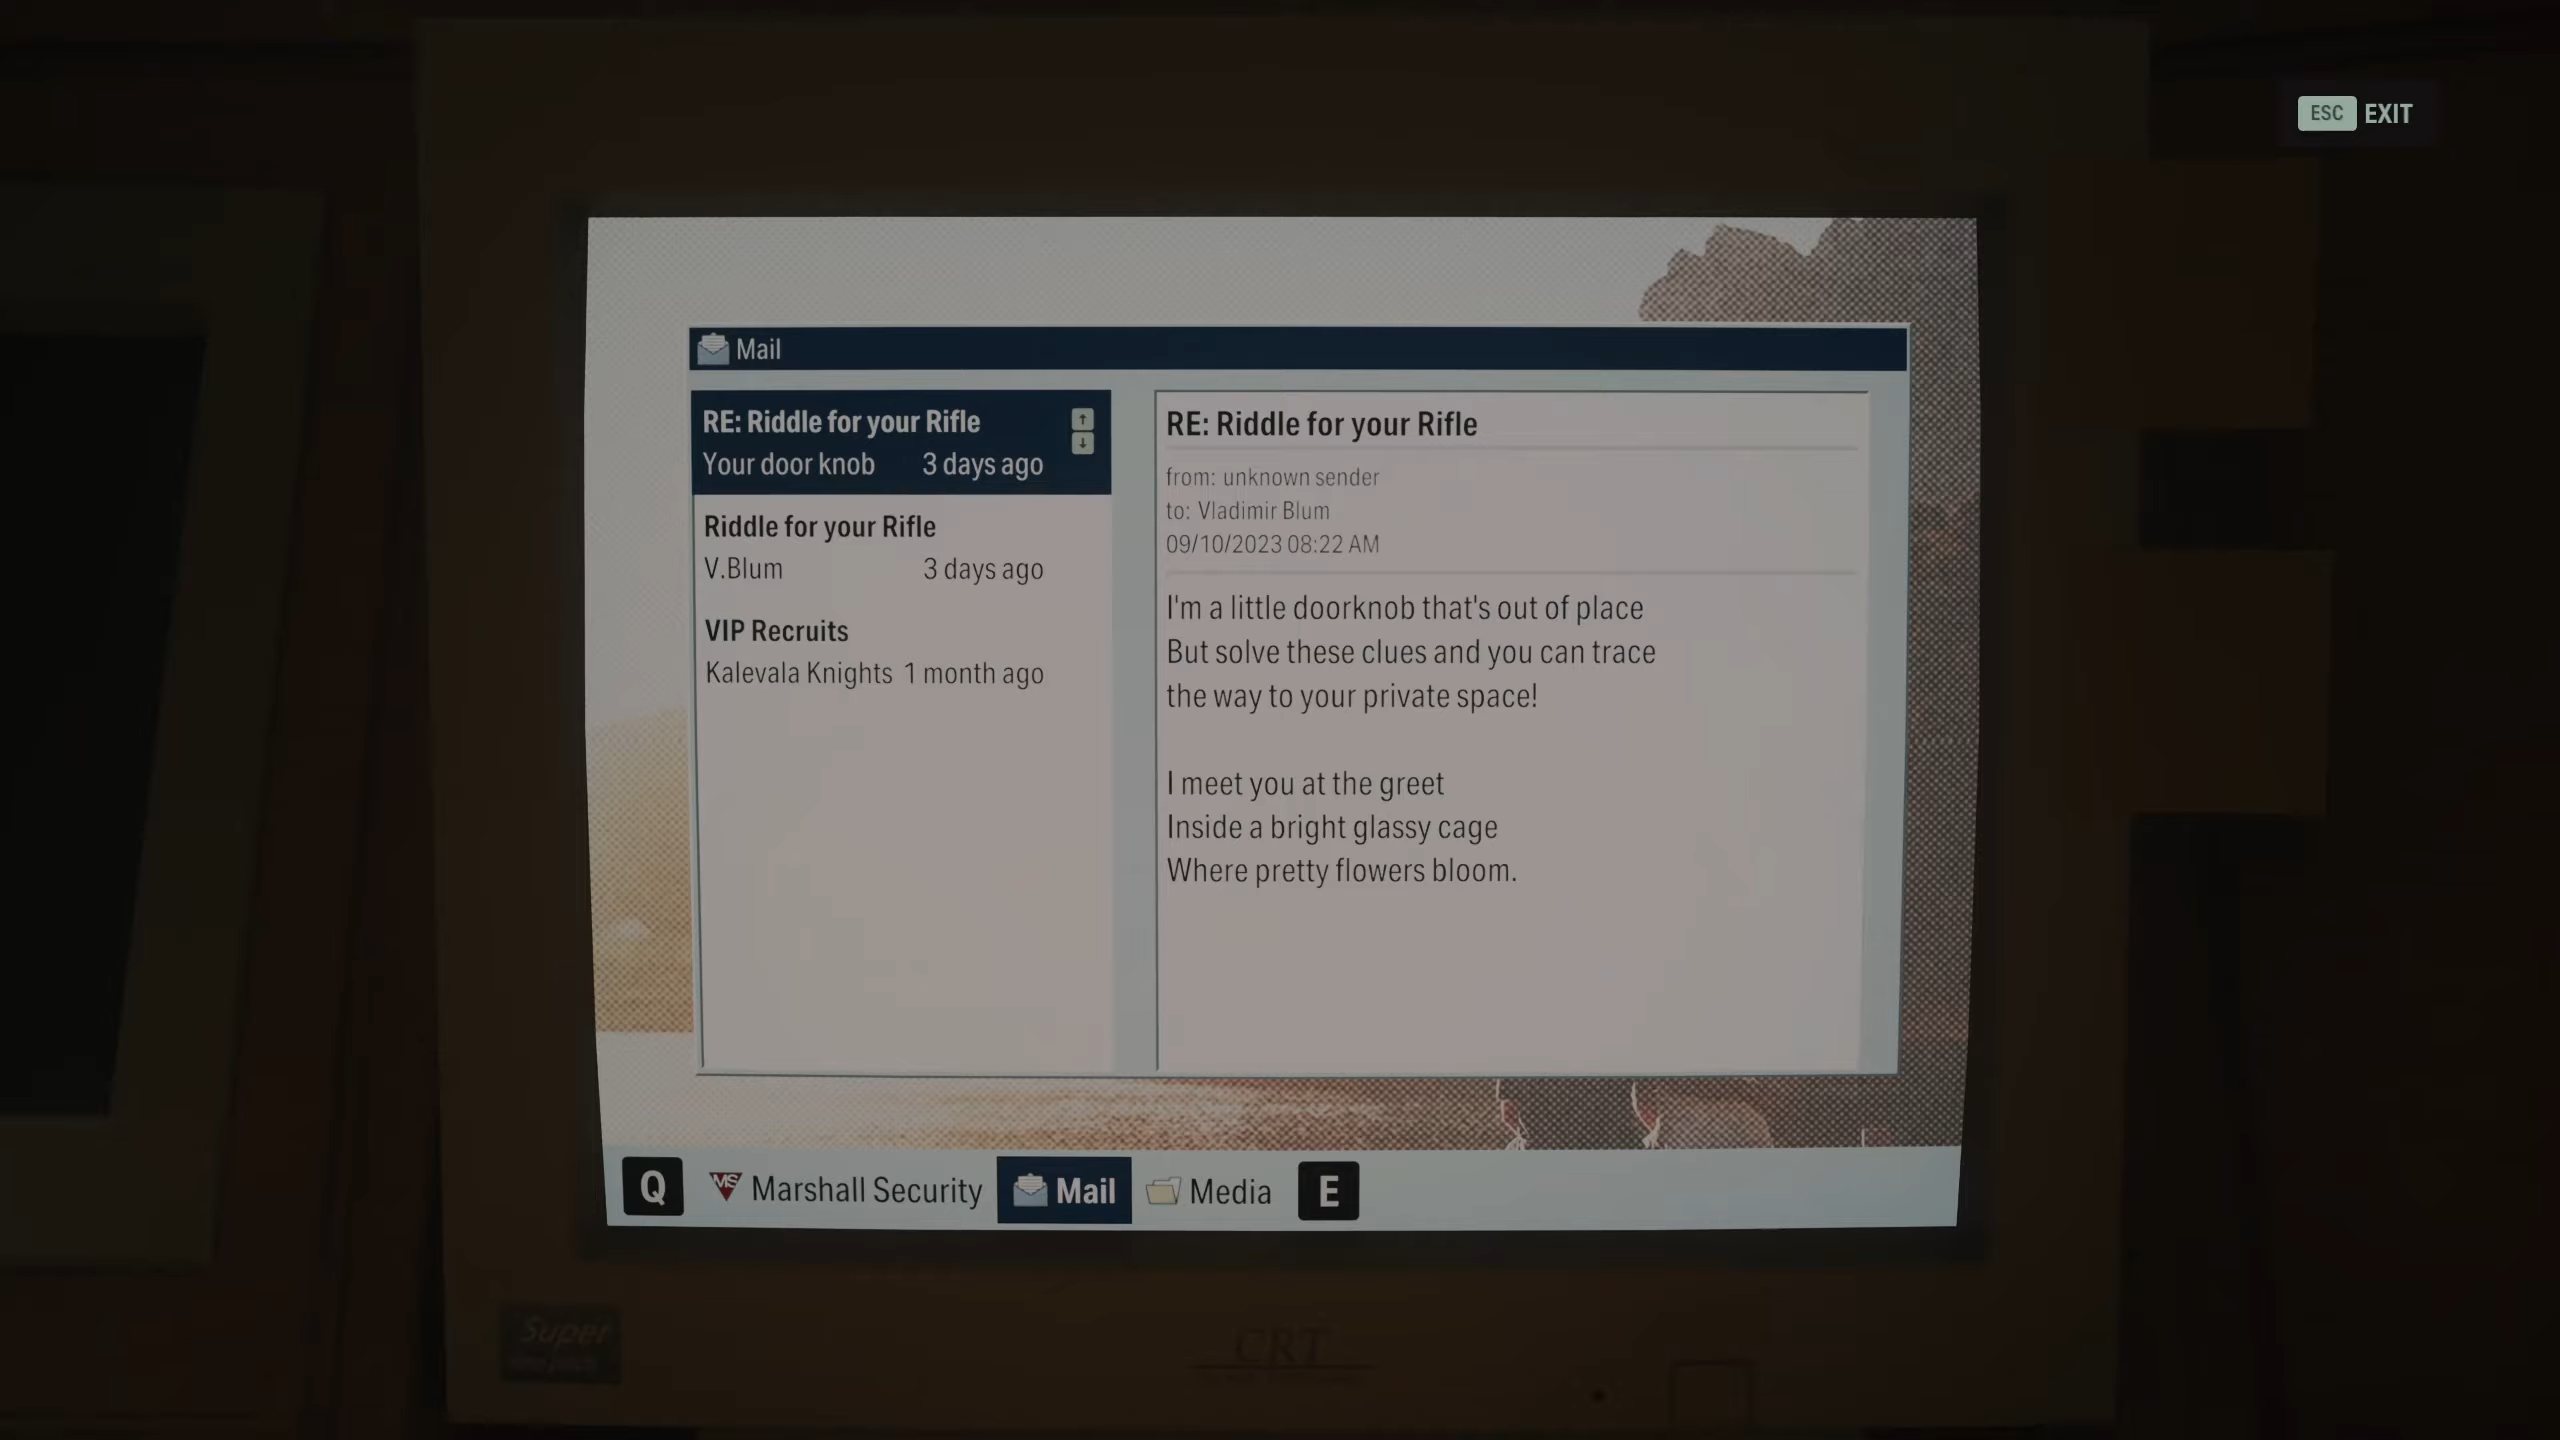 ESC EXIT
Mail
RE: Riddle for your Rifle
Your door knob 3 days ago
Riddle for your Rifle
V.Blum 3 days ago
VIP Recruits
Kalevala Knights 1 month ago
RE: Riddle for your Rifle
from: unknown sender
to: Vladimir Blum
09/10/2023 08:22 AM
I'm a little doorknob that's out of place
But solve these clues and you can trace
the way to your private space!
I meet you at the greet
Inside a bright glassy cage
Where pretty flowers bloom.
Q MS Marshall Security Mail Media E
Super
CRT